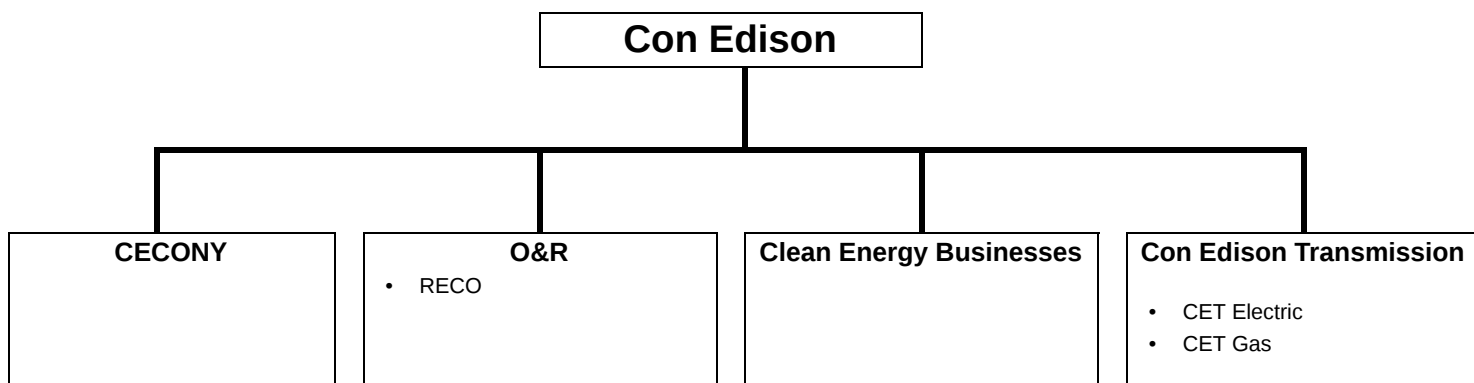 Con Edison
CECONY
O&R
• RECO
Clean Energy Businesses
Con Edison Transmission
• CET Electric
• CET Gas